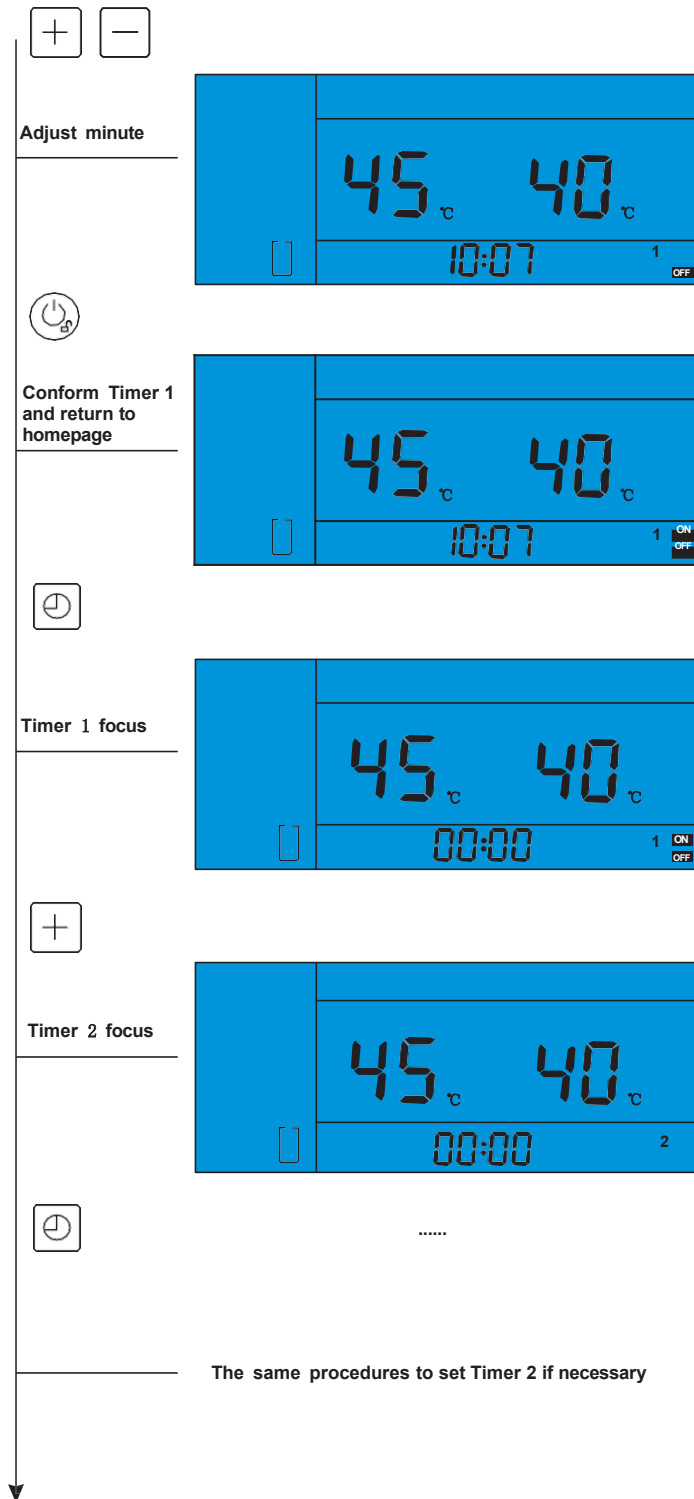 Adjust minute
45 ℃ 40 ℃
10:07 1 OFF
Conform Timer 1
and return to
homepage
45 ℃ 40 ℃
10:07 1 ON
OFF
Timer 1 focus
45 ℃ 40 ℃
00:00 1 ON
OFF
Timer 2 focus
45 ℃ 40 ℃
00:00 2
......
The same procedures to set Timer 2 if necessary